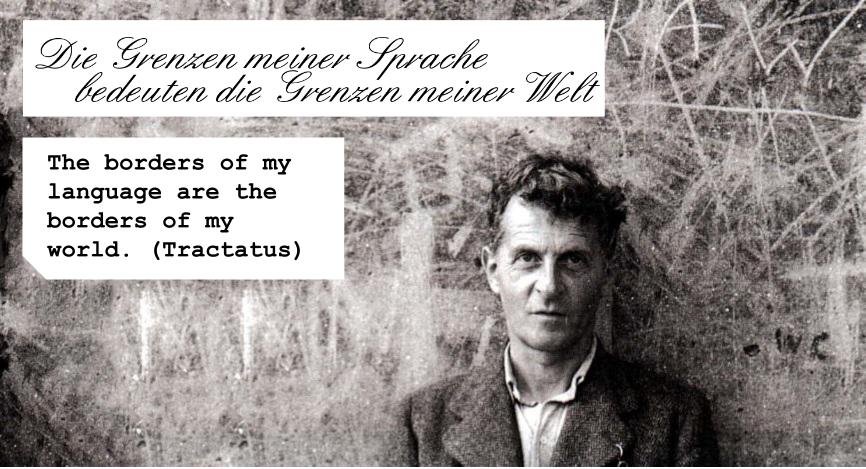 Die Grenzen meiner Sprache
bedeuten die Grenzen meiner Welt
The borders of my
language are the
borders of my
world. (Tractatus)